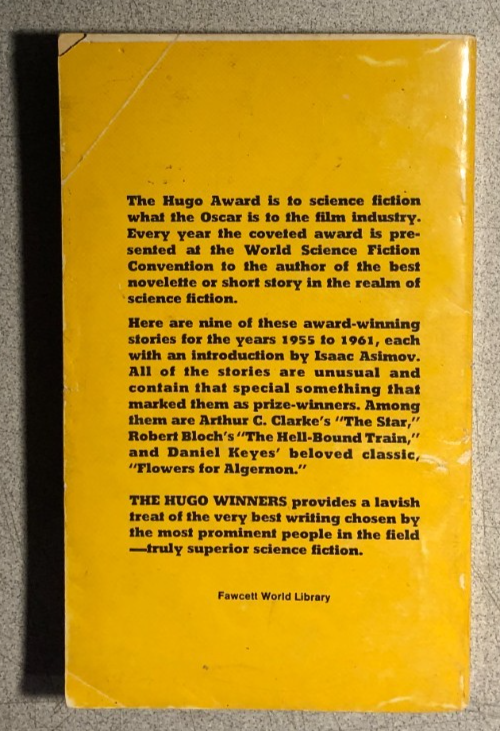 The Hugo Award is to science fiction
what the Oscar is to the film industry.
Every year the coveted award is pre-
sented at the World Science Fiction
Convention to the author of the best
novelette or short story in the realm of
science fiction.
Here are nine of these award-winning
stories for the years 1955 to 1961, each
with an introduction by Isaac Asimov.
All of the stories are unusual and
contain that special something that
marked them as prize-winners. Among
them are Arthur C. Clarke's "The Star,"
Robert Bloch's "The Hell-Bound Train,"
and Daniel Keyes' beloved classic,
"Flowers for Algernon."
THE HUGO WINNERS provides a lavish
treat of the very best writing chosen by
the most prominent people in the field
—truly superior science fiction.
Fawcett World Library